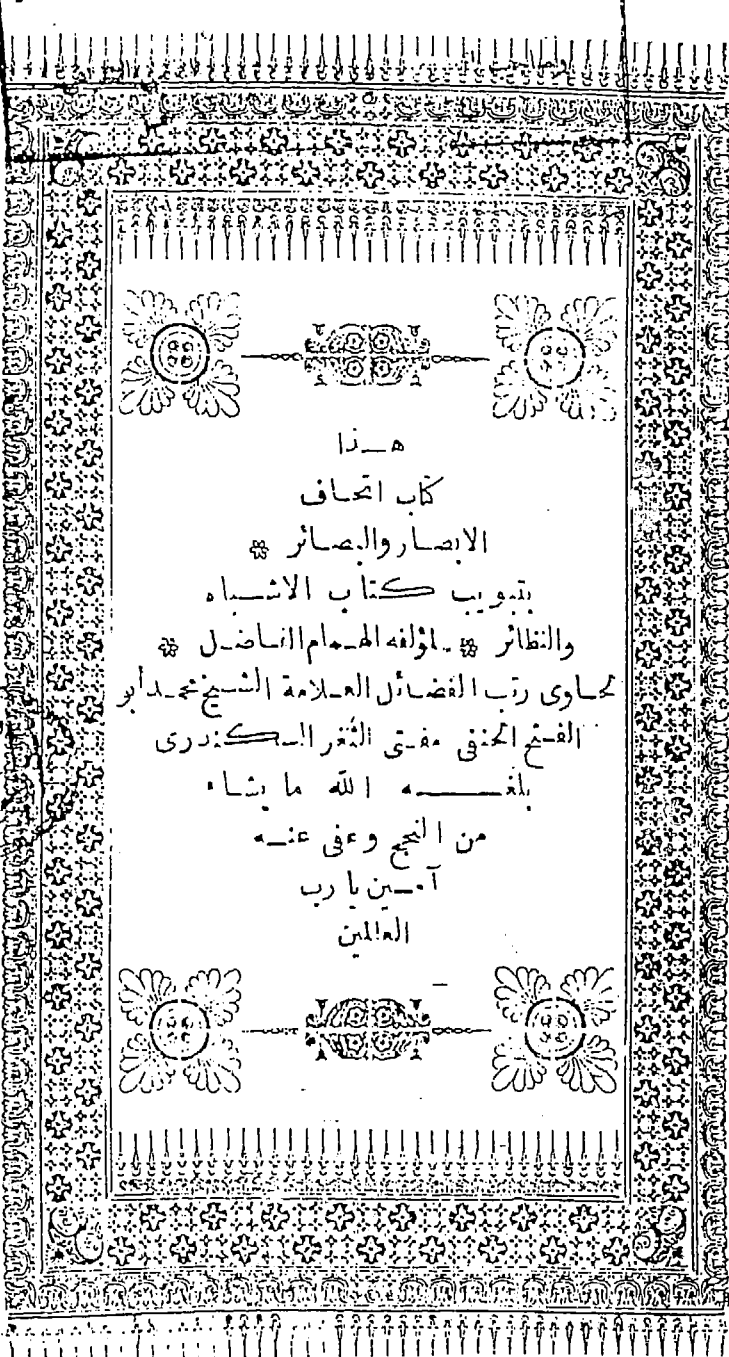 هذا
كتاب اتحاف
الابصار والبصائر
بتبويب كتاب الاشباه
والنظائر لمؤلفه الهمام الفاضل
لحاوى رتب الفضائل العلامة الشيخ محمد أبو
الفتح الحنفى مفتى الثغر السكندرى
بلغه الله ما يشاء
من النجح وعفى عنه
آمين يا رب
العالمين